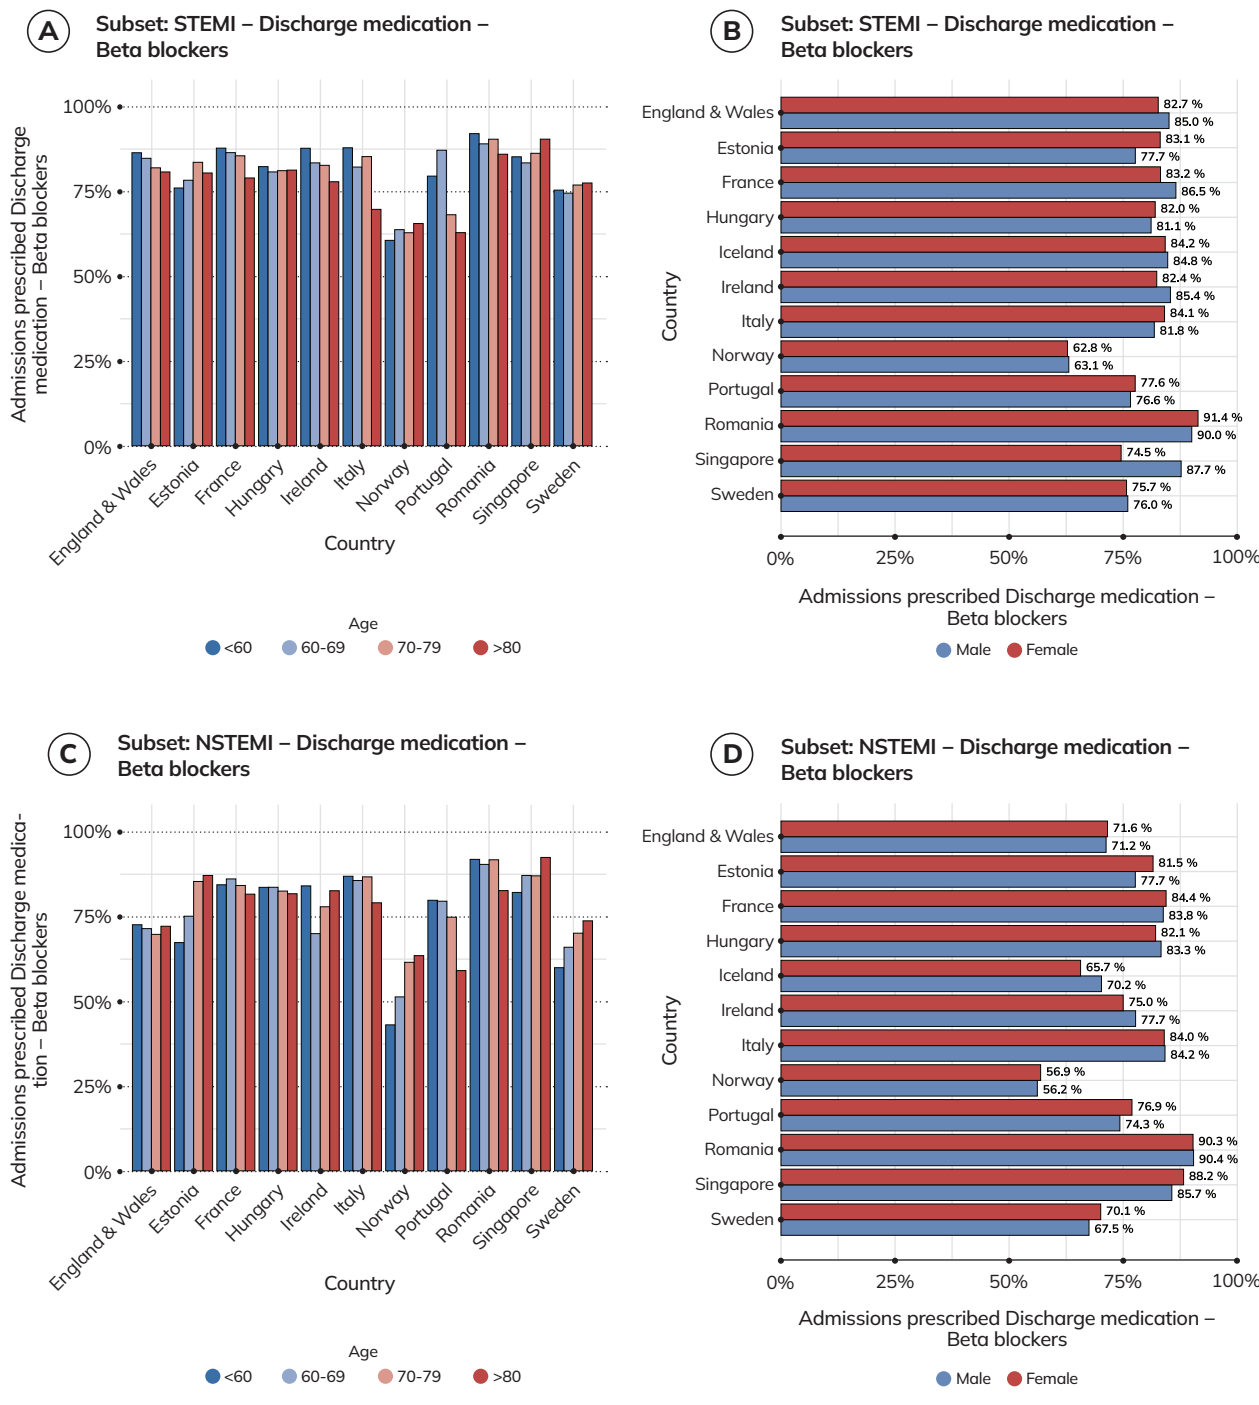 A
Subset: STEMI – Discharge medication –
Beta blockers
Admissions prescribed Discharge
medication – Beta blockers
100%
75%
50%
25%
0%
England & Wales
Estonia
France
Hungary
Ireland
Italy
Norway
Portugal
Romania
Singapore
Sweden
Country
Age
<60
60-69
70-79
>80
B
Subset: STEMI – Discharge medication –
Beta blockers
Country
England & Wales
82.7 %
85.0 %
Estonia
83.1 %
77.7 %
France
83.2 %
86.5 %
Hungary
82.0 %
81.1 %
Iceland
84.2 %
84.8 %
Ireland
82.4 %
85.4 %
Italy
84.1 %
81.8 %
Norway
62.8 %
63.1 %
Portugal
77.6 %
76.6 %
Romania
91.4 %
90.0 %
Singapore
74.5 %
87.7 %
Sweden
75.7 %
76.0 %
0%
25%
50%
75%
100%
Admissions prescribed Discharge medication –
Beta blockers
Male
Female
C
Subset: NSTEMI – Discharge medication –
Beta blockers
Admissions prescribed Discharge medica-
tion – Beta blockers
100%
75%
50%
25%
0%
England & Wales
Estonia
France
Hungary
Ireland
Italy
Norway
Portugal
Romania
Singapore
Sweden
Country
Age
<60
60-69
70-79
>80
D
Subset: NSTEMI – Discharge medication –
Beta blockers
Country
England & Wales
71.6 %
71.2 %
Estonia
81.5 %
77.7 %
France
84.4 %
83.8 %
Hungary
82.1 %
83.3 %
Iceland
65.7 %
70.2 %
Ireland
75.0 %
77.7 %
Italy
84.0 %
84.2 %
Norway
56.9 %
56.2 %
Portugal
76.9 %
74.3 %
Romania
90.3 %
90.4 %
Singapore
88.2 %
85.7 %
Sweden
70.1 %
67.5 %
0%
25%
50%
75%
100%
Admissions prescribed Discharge medication –
Beta blockers
Male
Female